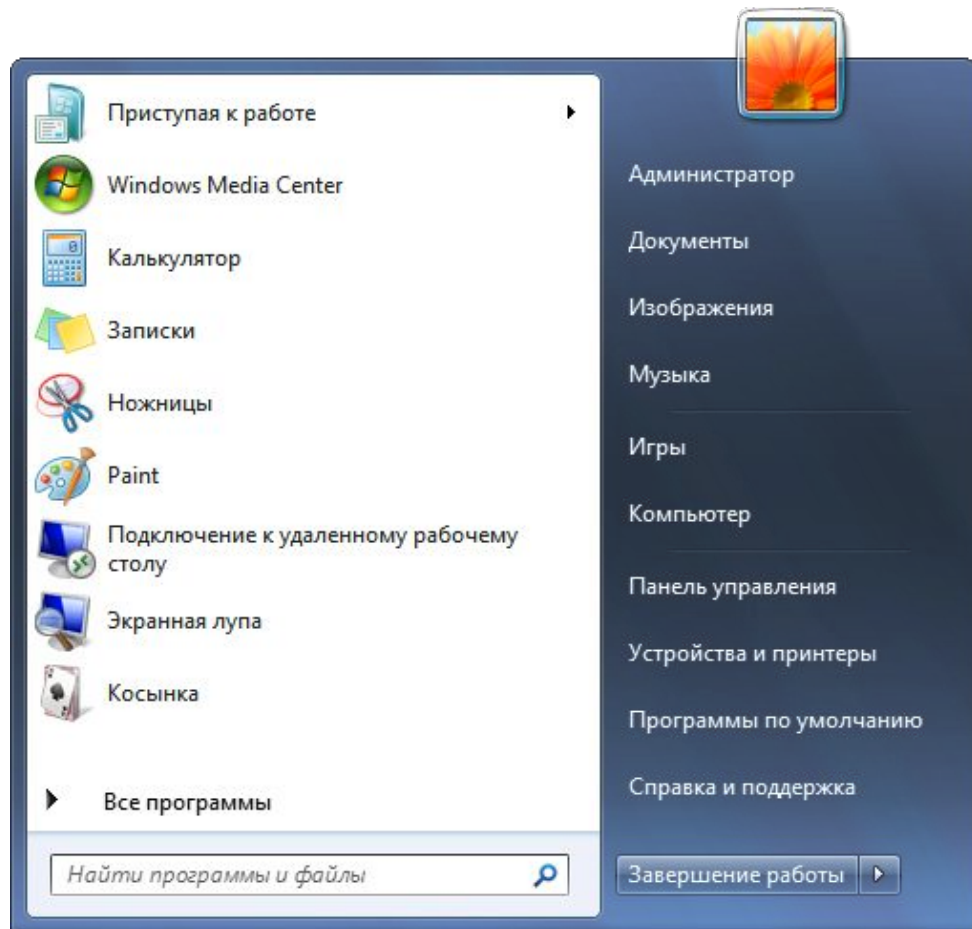 Приступая к работе
Windows Media Center
Калькулятор
Записки
Ножницы
Paint
Подключение к удаленному рабочему
столу
Экранная лупа
Косынка
Все программы
Найти программы и файлы
Администратор
Документы
Изображения
Музыка
Игры
Компьютер
Панель управления
Устройства и принтеры
Программы по умолчанию
Справка и поддержка
Завершение работы